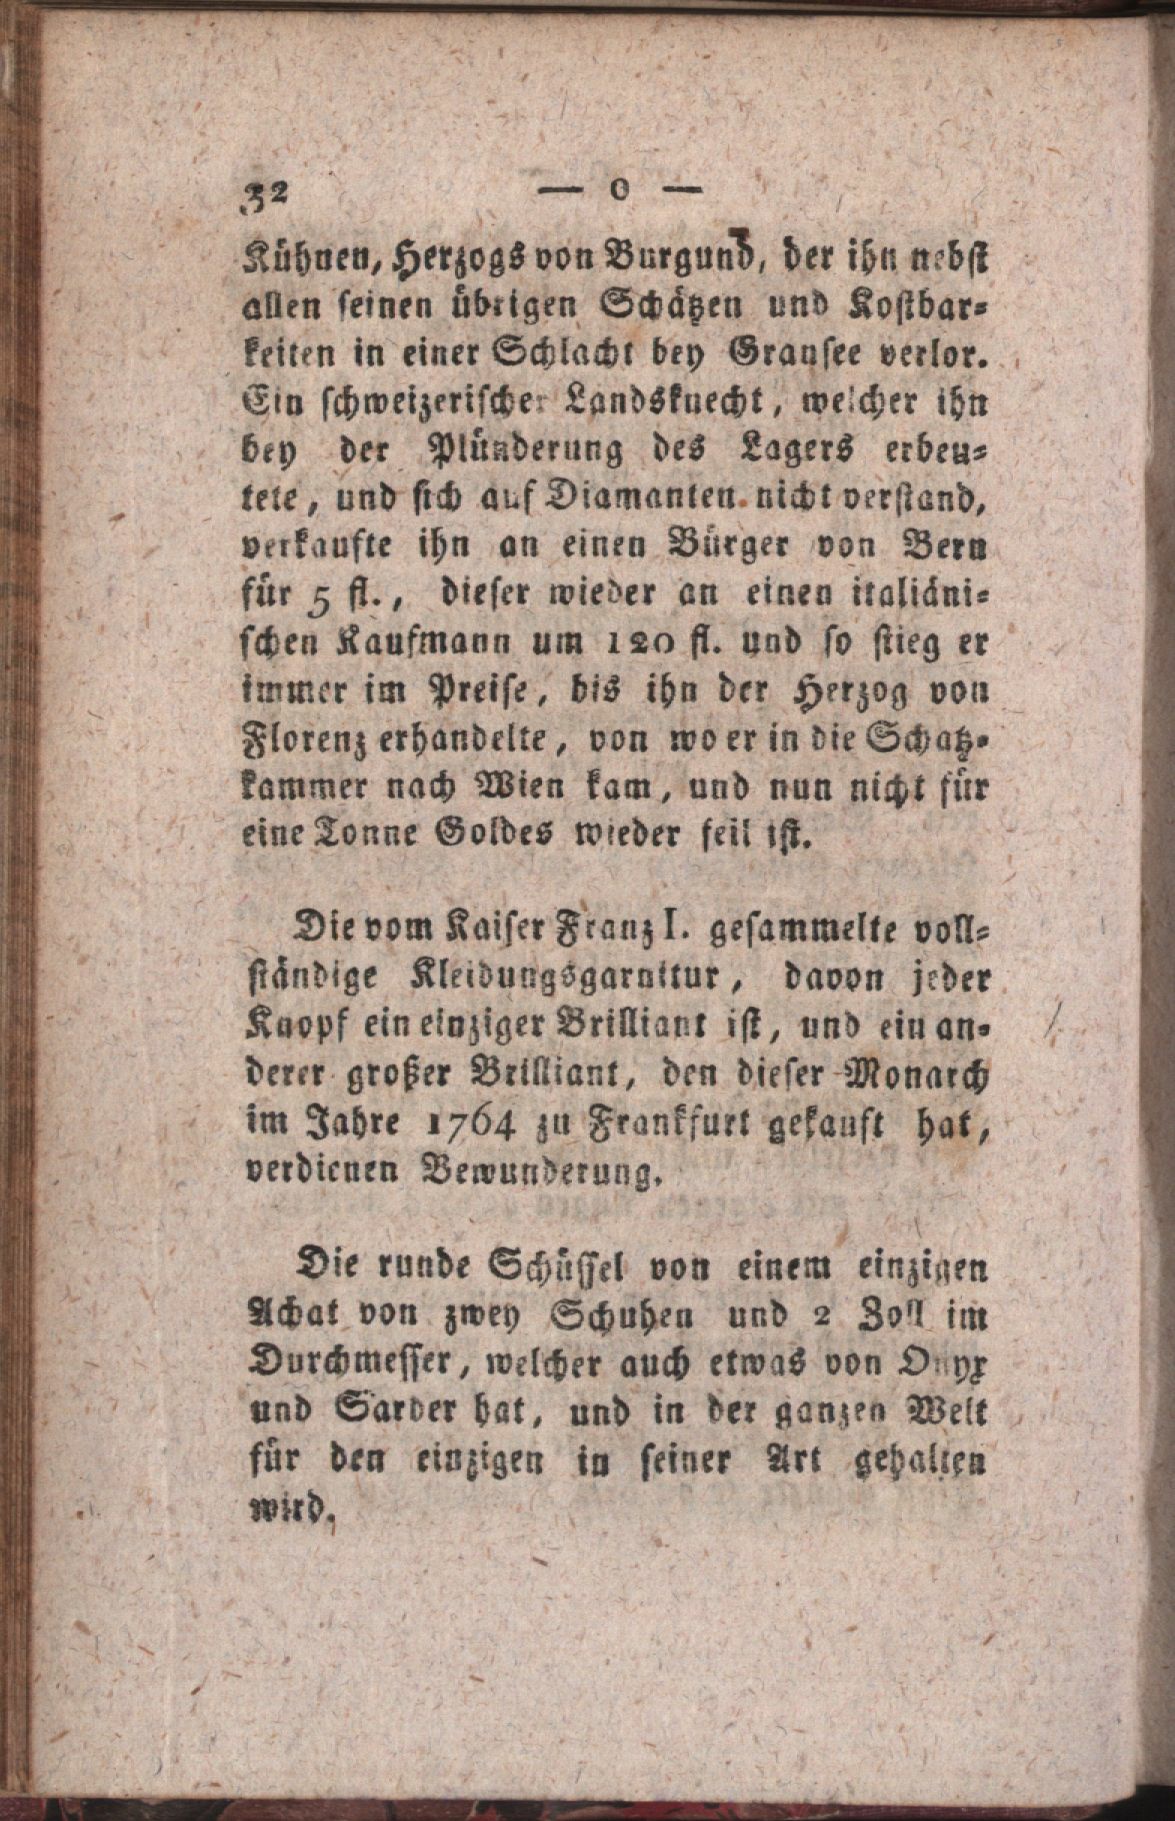 32 — 0 —
Kühnen, Herzogs von Burgund, der ihn nebst
allen seinen übrigen Schätzen und Kostbar-
keiten in einer Schlacht bey Gransee verlor.
Ein schweizerischer Landsknecht, welcher ihn
bey der Plünderung des Lagers erbeu-
tete, und sich auf Diamanten nicht verstand,
verkaufte ihn an einen Bürger von Bern
für 5 fl., dieser wieder an einen italiäni-
schen Kaufmann um 120 fl. und so stieg er
immer im Preise, bis ihn der Herzog von
Florenz erhandelte, von wo er in die Schatz-
kammer nach Wien kam, und nun nicht für
eine Tonne Goldes wieder feil ist.
Die vom Kaiser Franz I. gesammelte voll-
ständige Kleidungsgarnitur, davon jeder
Knopf ein einziger Brilliant ist, und ein an-
derer großer Brilliant, den dieser Monarch
im Jahre 1764 zu Frankfurt gekauft hat,
verdienen Bewunderung.
Die runde Schüssel von einem einzigen
Achat von zwey Schuhen und 2 Zoll im
Durchmesser, welcher auch etwas von Onyx
und Sarder hat, und in der ganzen Welt
für den einzigen in seiner Art gehalten
wird.